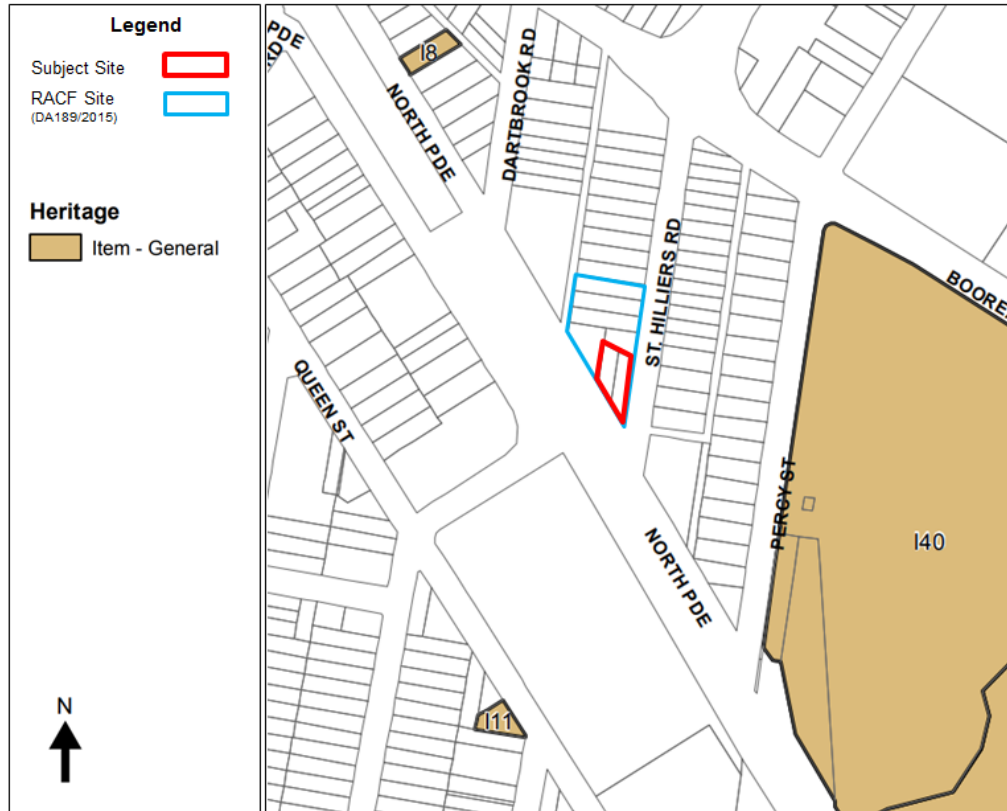 Legend
Subject Site
RACF Site
(DA189/2015)
Heritage
Item - General
N
PDE
RD
I8
NORTH PDE
DARTBROOK RD
ST. HILLIERS RD
BOOREE
QUEEN ST
PERCY ST
I40
NORTH PDE
I11